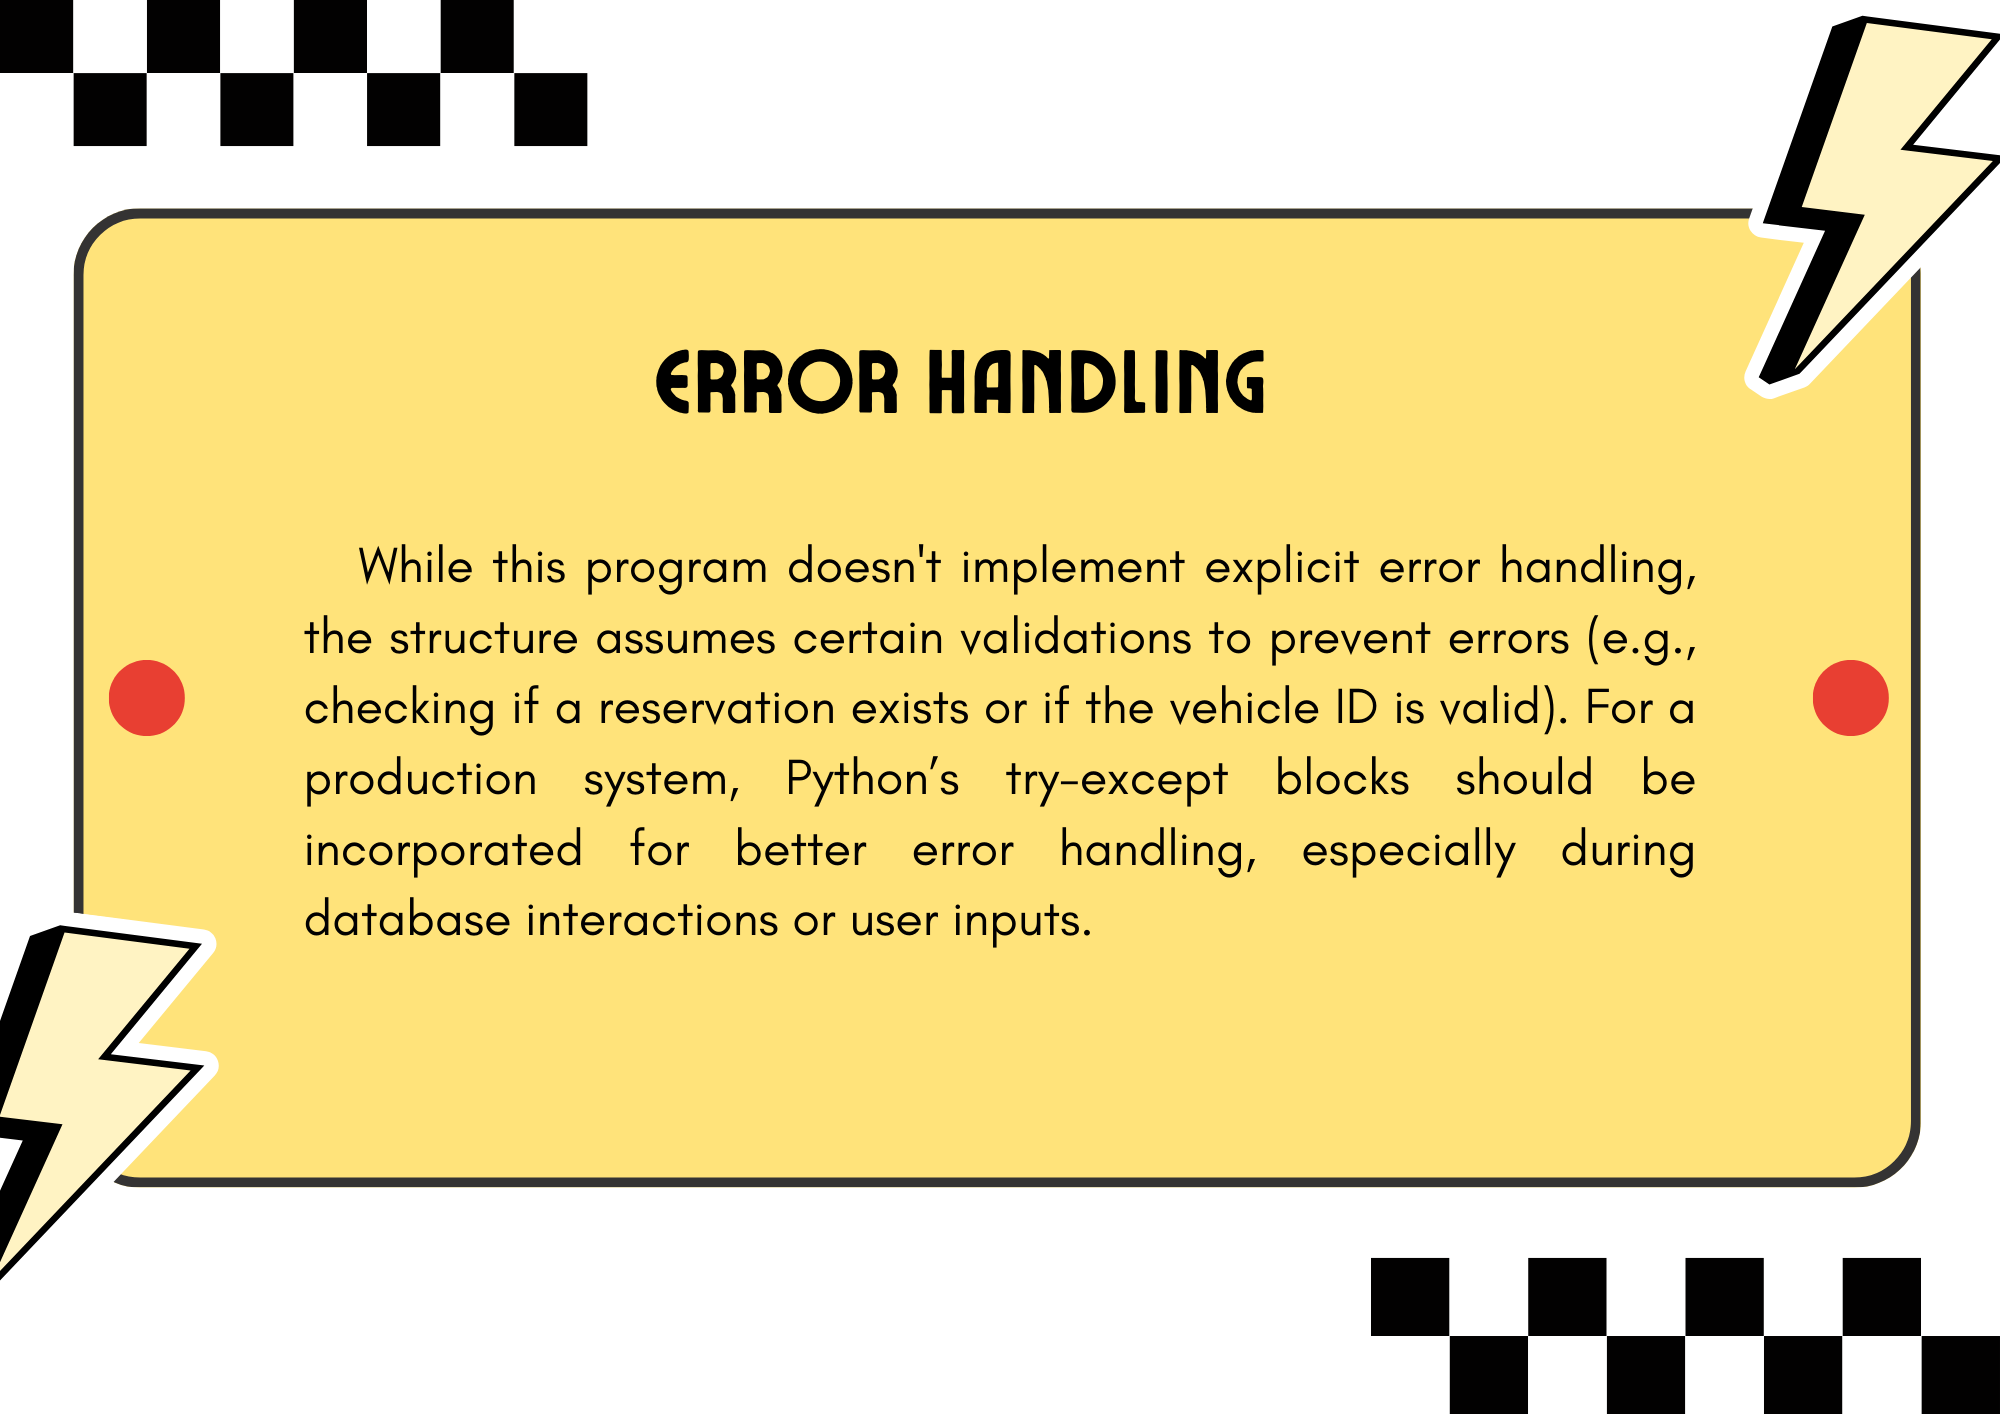 ERROR HANDLING
While this program doesn't implement explicit error handling,
the structure assumes certain validations to prevent errors (e.g.,
checking if a reservation exists or if the vehicle ID is valid). For a
production system, Python’s try-except blocks should be
incorporated for better error handling, especially during
database interactions or user inputs.